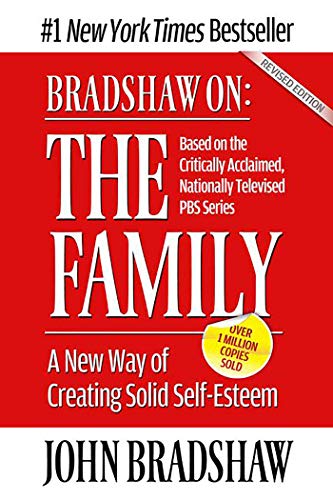 #1 New York Times Bestseller
REVISED EDITION
BRADSHAW ON:
THE
FAMILY
Based on the
Critically Acclaimed,
Nationally Televised
PBS Series
OVER
1 MILLION
COPIES
SOLD
A New Way of
Creating Solid Self-Esteem
JOHN BRADSHAW